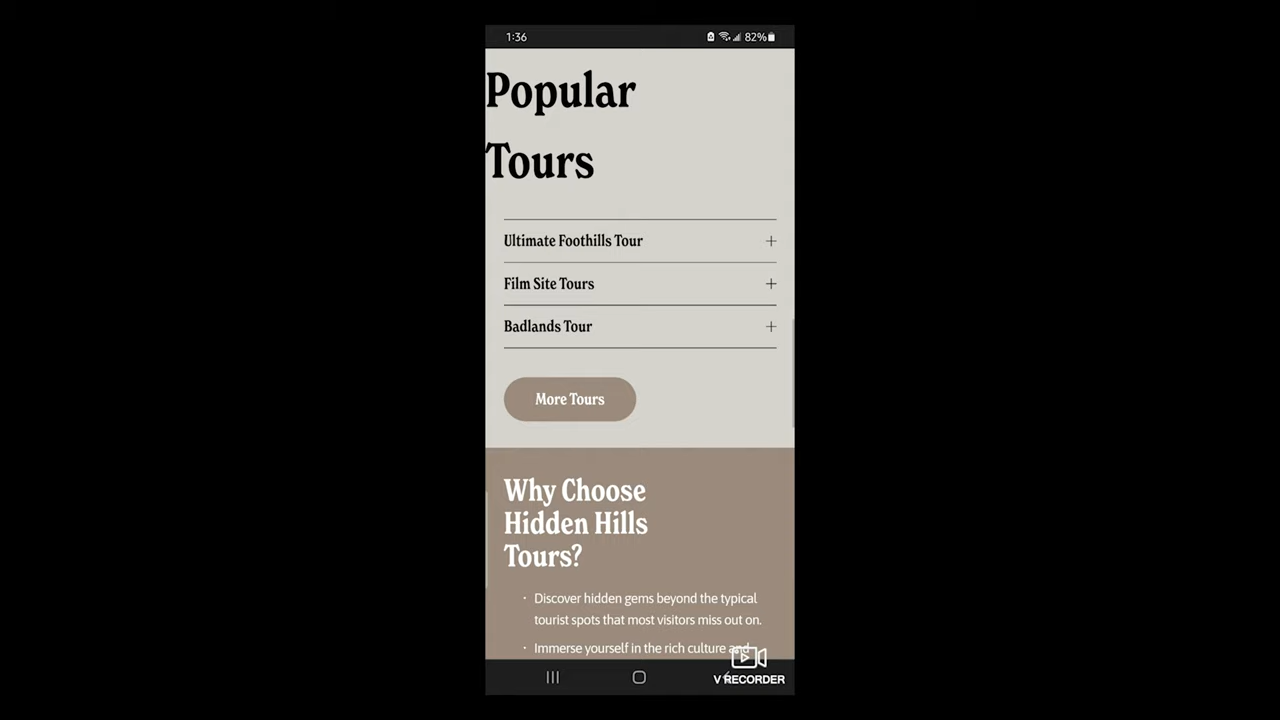 1:36
82%
Popular
Tours
Ultimate Foothills Tour
Film Site Tours
Badlands Tour
More Tours
Why Choose
Hidden Hills
Tours?
• Discover hidden gems beyond the typical
tourist spots that most visitors miss out on.
• Immerse yourself in the rich culture and
V RECORDER